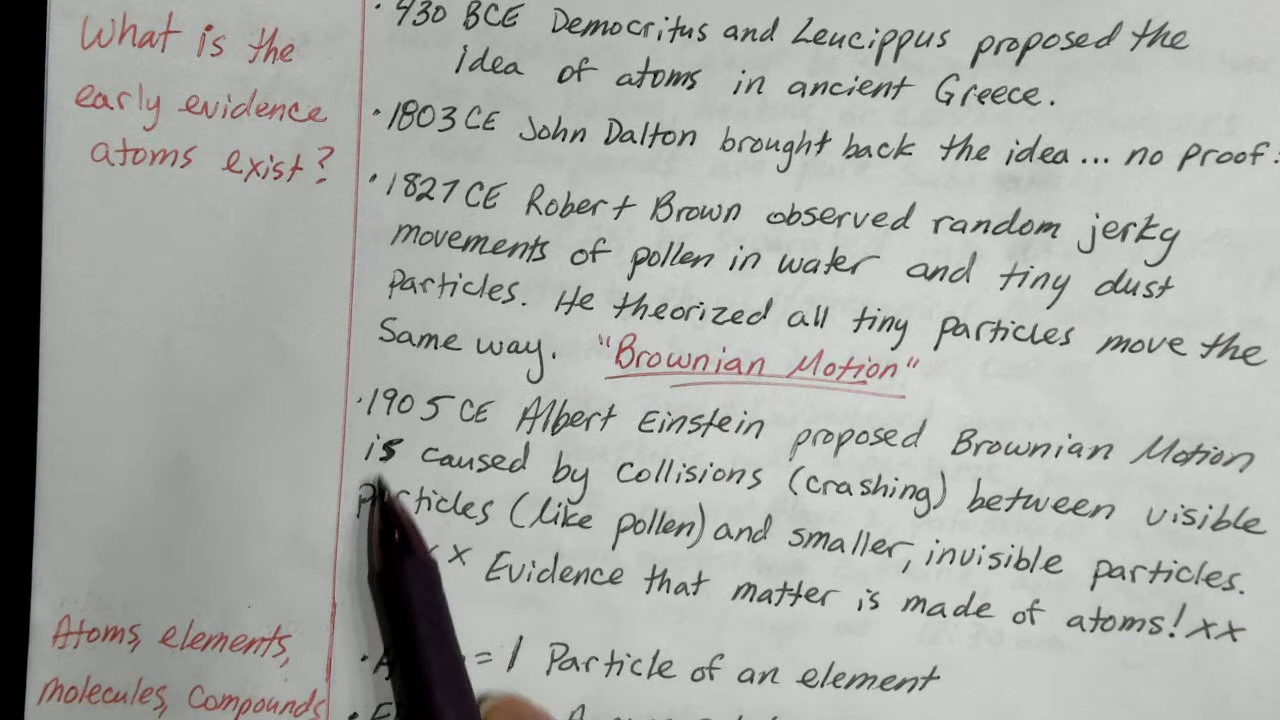 What is the
early evidence
atoms exist?
· 430 BCE Democritus and Leucippus proposed the
idea of atoms in ancient Greece.
· 1803 CE John Dalton brought back the idea... no proof!
· 1827 CE Robert Brown observed random jerky
movements of pollen in water and tiny dust
particles. He theorized all tiny particles move the
same way. "Brownian Motion"
· 1905 CE Albert Einstein proposed Brownian Motion
is caused by collisions (crashing) between visible
particles (like pollen) and smaller, invisible particles.
x Evidence that matter is made of atoms! xx
Atoms, elements,
molecules, compounds
= 1 Particle of an element